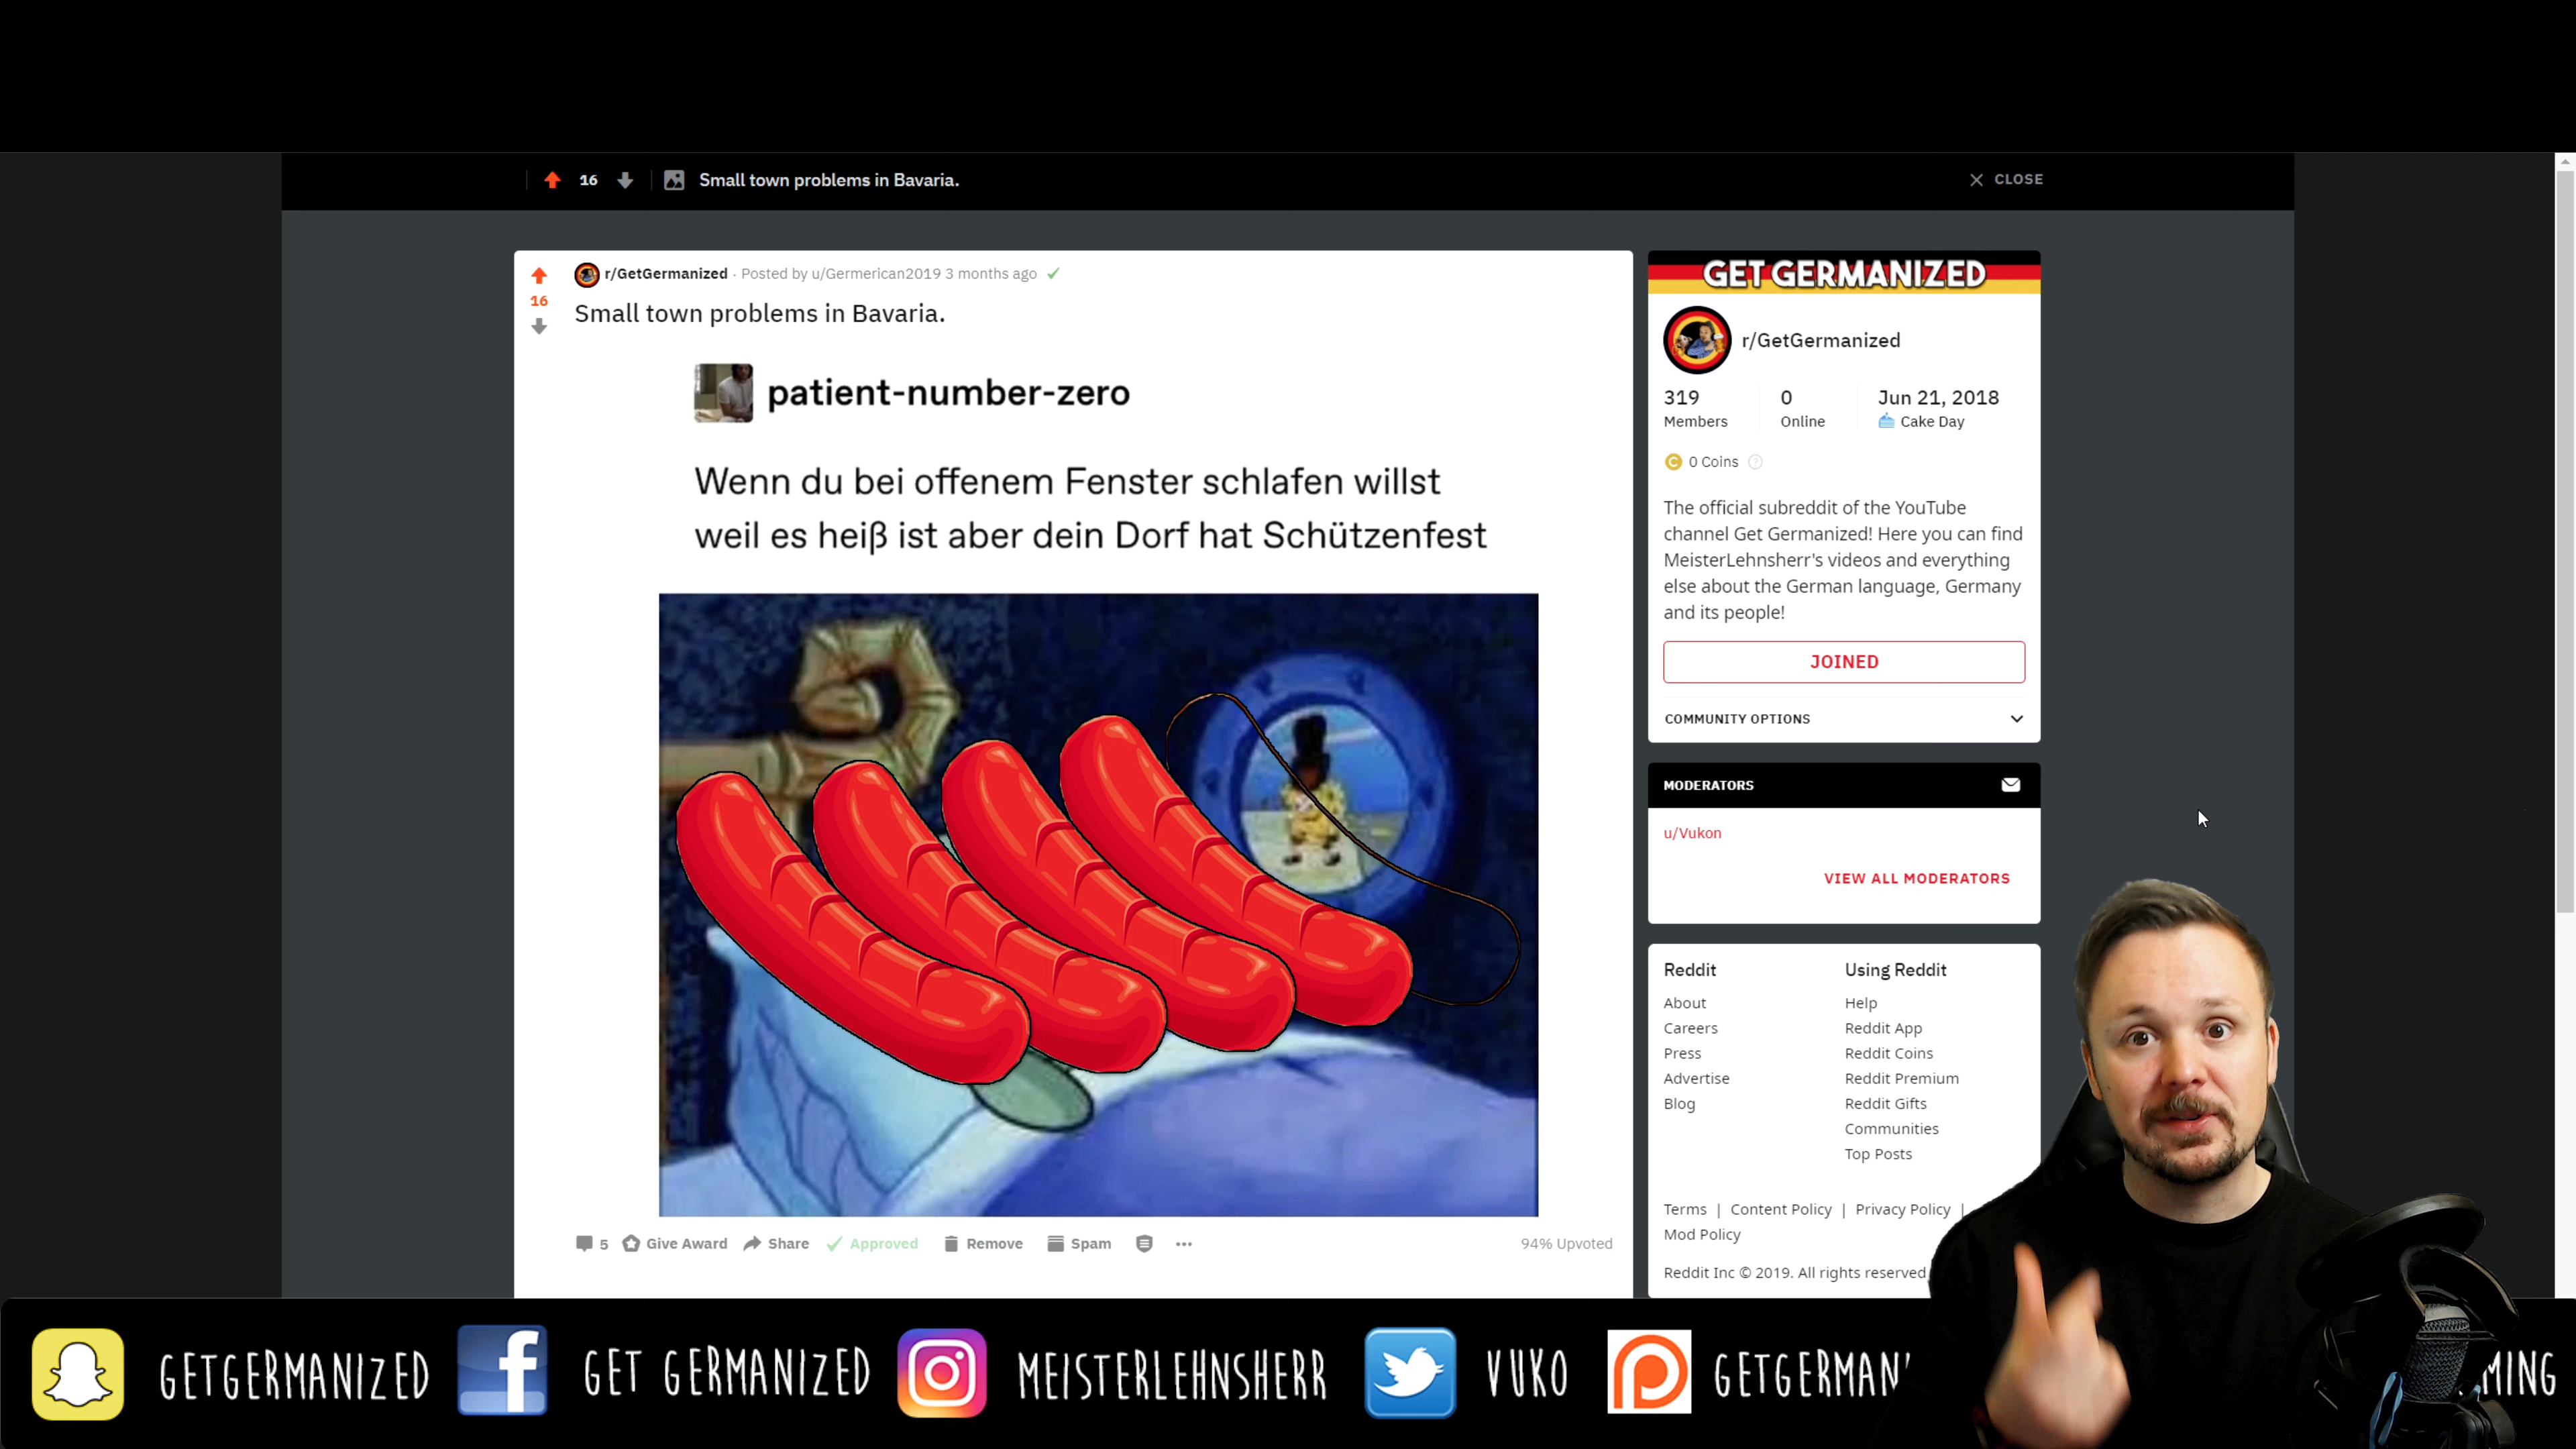 16
Small town problems in Bavaria.
CLOSE
r/GetGermanized · Posted by u/Germerican2019 3 months ago
16
Small town problems in Bavaria.
patient-number-zero
Wenn du bei offenem Fenster schlafen willst
weil es heiß ist aber dein Dorf hat Schützenfest
5 Give Award Share Approved Remove Spam
94% Upvoted
GET GERMANIZED
r/GetGermanized
319 0 Jun 21, 2018
Members Online Cake Day
C 0 Coins ?
The official subreddit of the YouTube
channel Get Germanized! Here you can find
MeisterLehnsherr's videos and everything
else about the German language, Germany
and its people!
JOINED
COMMUNITY OPTIONS
MODERATORS
u/Vukon
VIEW ALL MODERATORS
Reddit Using Reddit
About Help
Careers Reddit App
Press Reddit Coins
Advertise Reddit Premium
Blog Reddit Gifts
Communities
Top Posts
Terms | Content Policy | Privacy Policy |
Mod Policy
Reddit Inc © 2019. All rights reserved
GETGERMANIZED GET GERMANIZED MEISTERLEHNSHERR VUKO GETGERMAN MING